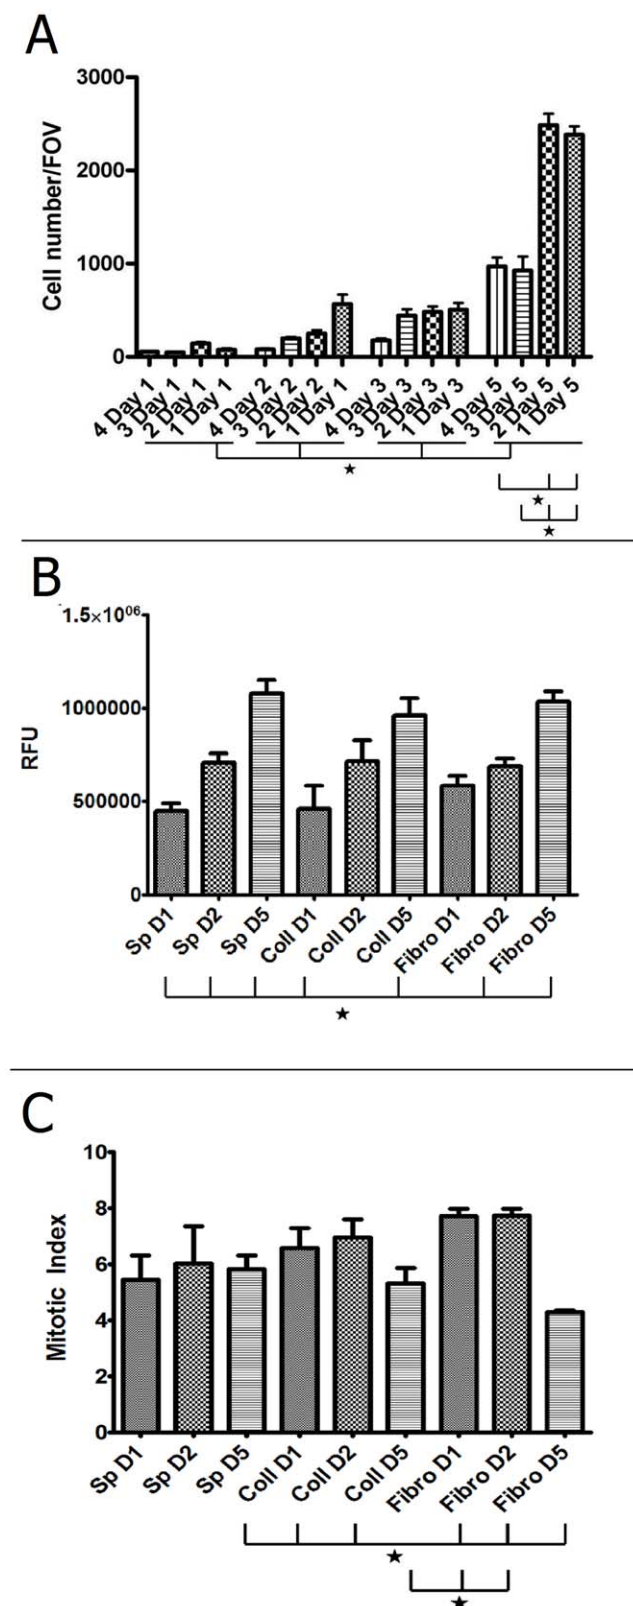 A
3000
2000
1000
0
Cell number/FOV
4 Day 1
3 Day 1
2 Day 1
1 Day 1
4 Day 2
3 Day 2
2 Day 2
1 Day 1
4 Day 3
3 Day 3
2 Day 3
1 Day 3
4 Day 5
3 Day 5
2 Day 5
1 Day 5
★
★
★
B
1.5×10⁰⁶
1000000
500000
0
RFU
Sp D1
Sp D2
Sp D5
Coll D1
Coll D2
Coll D5
Fibro D1
Fibro D2
Fibro D5
★
C
10
8
6
4
2
0
Mitotic Index
Sp D1
Sp D2
Sp D5
Coll D1
Coll D2
Coll D5
Fibro D1
Fibro D2
Fibro D5
★
★